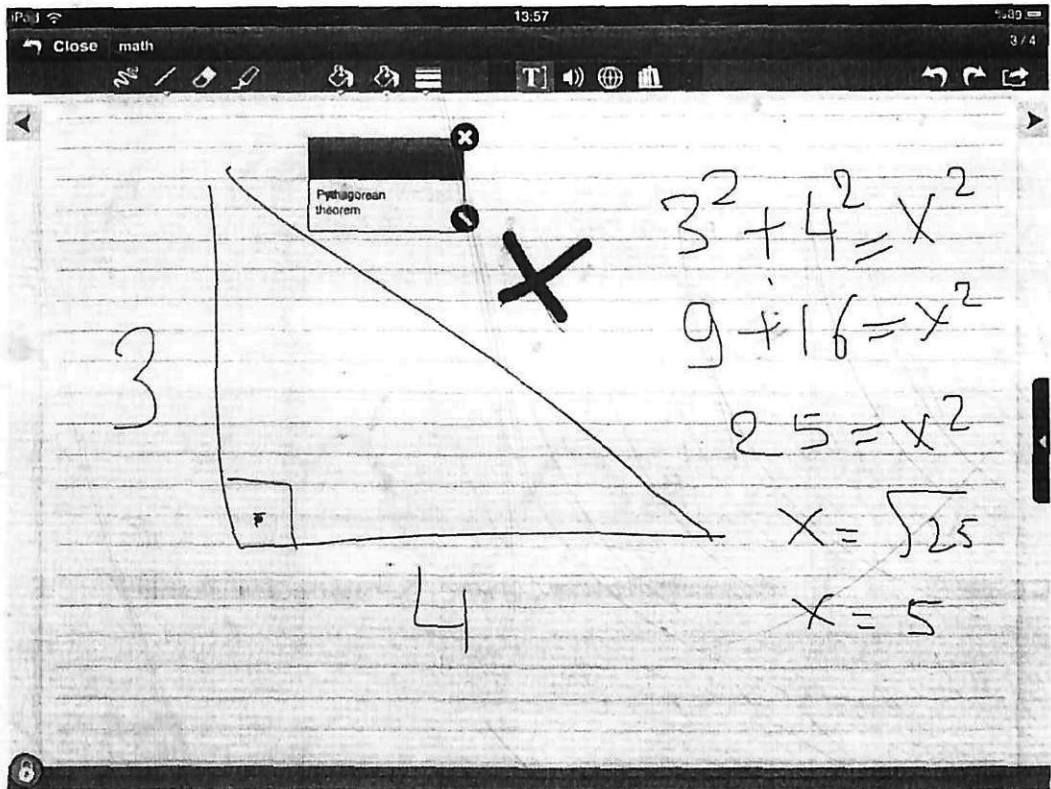 iPad 13:57 %89
Close math 3/4
T
Pythagorean
theorem
X
3² + 4² = x²
9 + 16 = x²
25 = x²
x = √25
x = 5
3
4